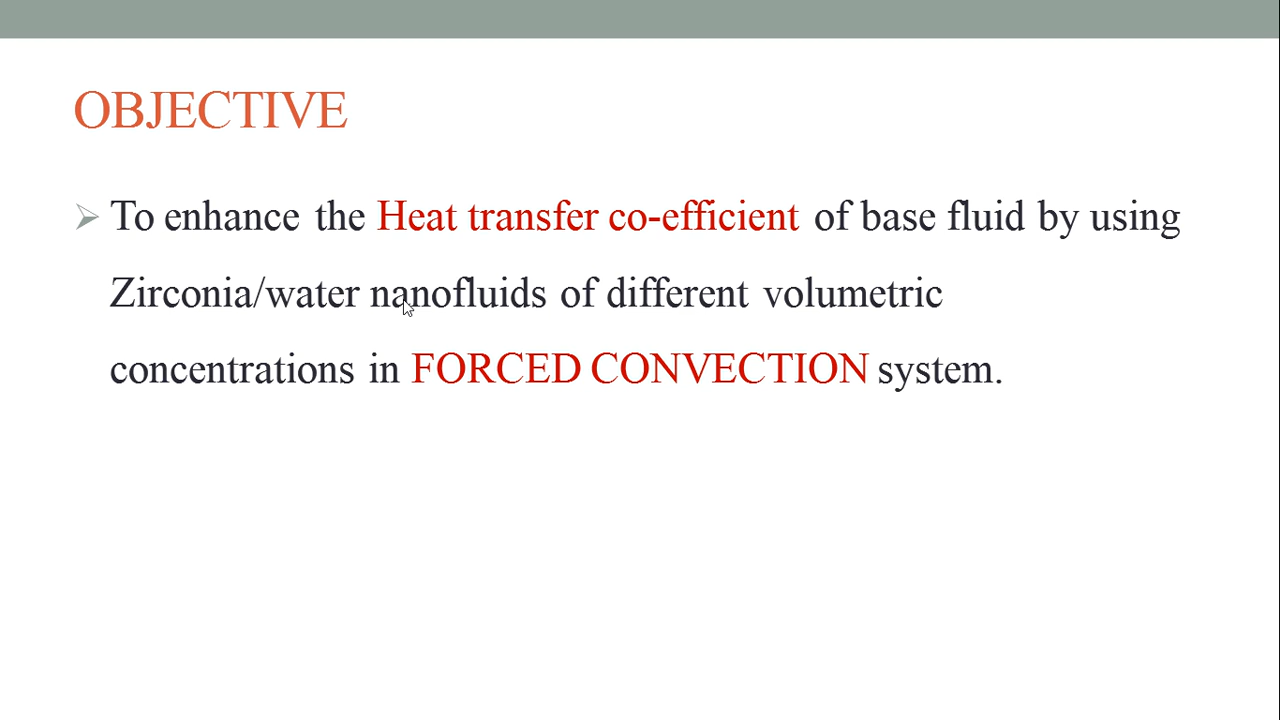 OBJECTIVE
To enhance the Heat transfer co-efficient of base fluid by using
Zirconia/water nanofluids of different volumetric
concentrations in FORCED CONVECTION system.